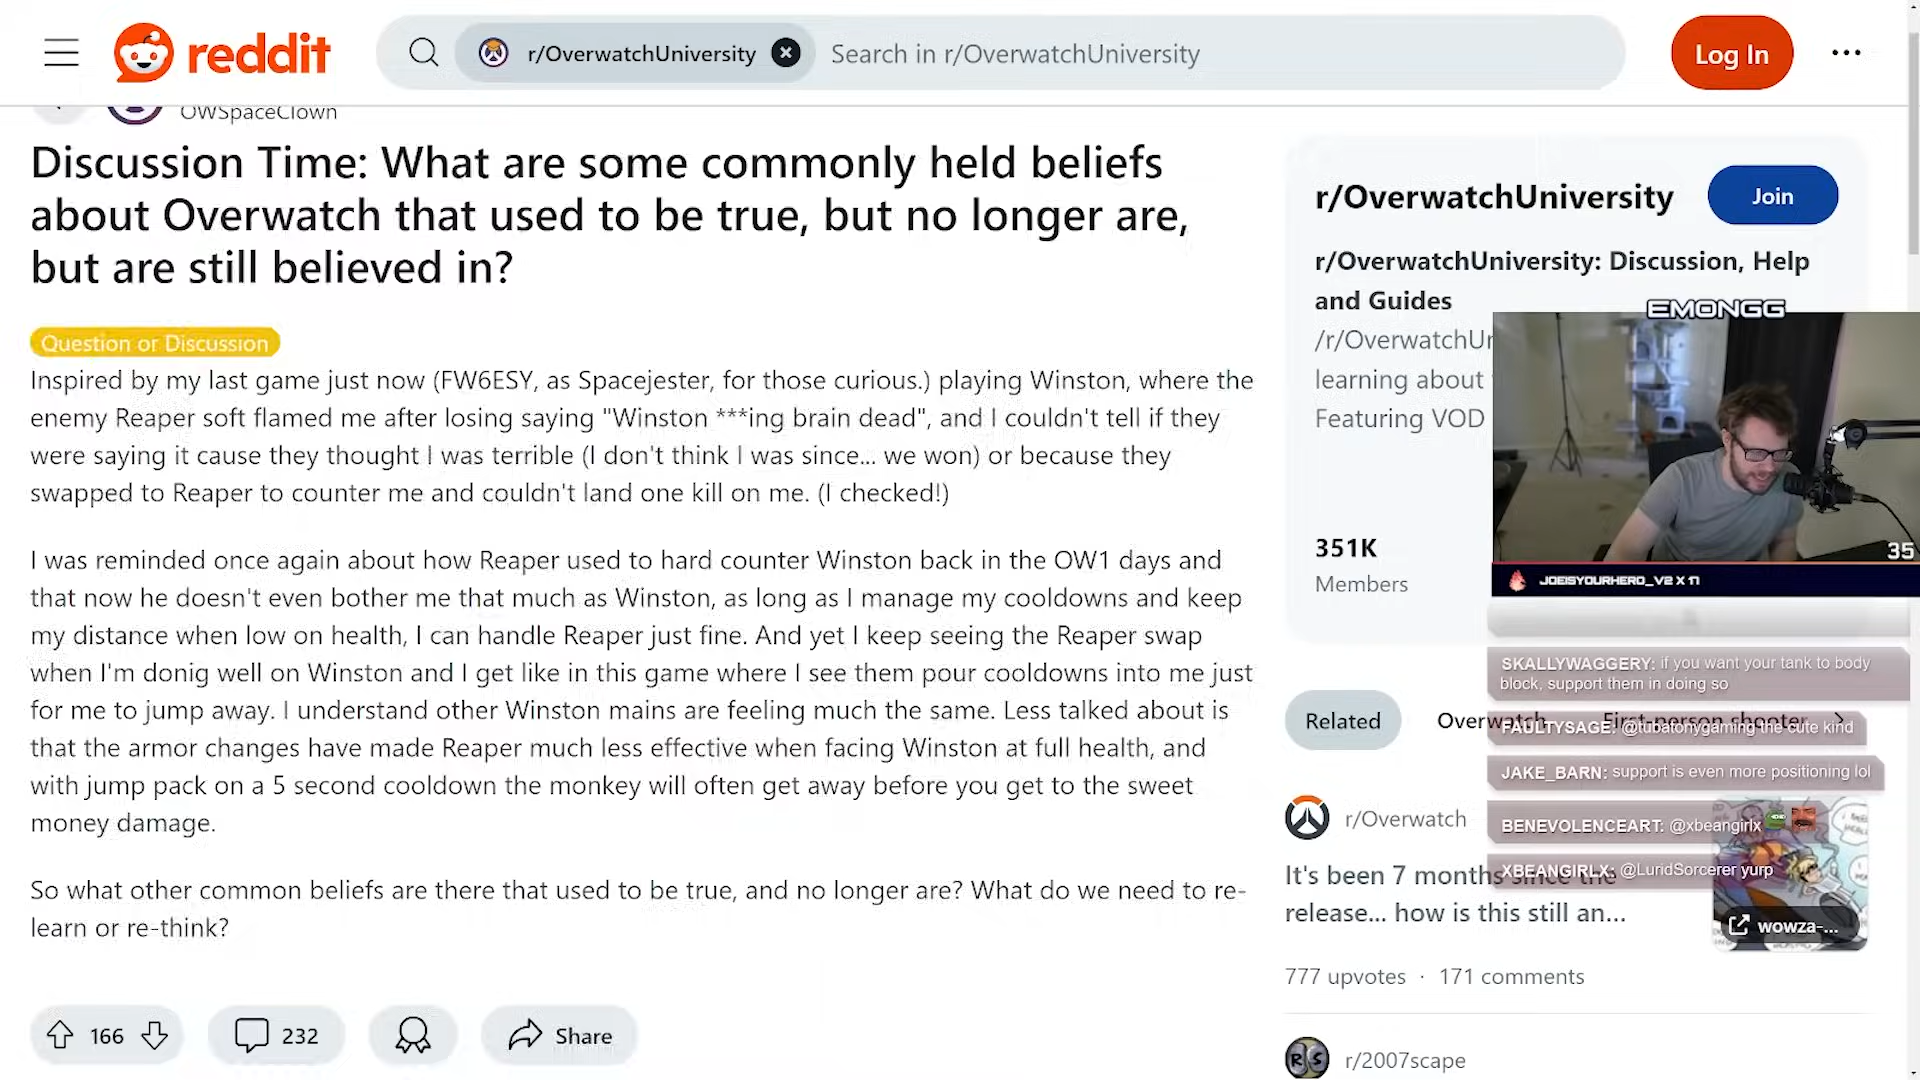 reddit
r/OverwatchUniversity
Search in r/OverwatchUniversity
Log In
OWSpaceClown
Discussion Time: What are some commonly held beliefs
about Overwatch that used to be true, but no longer are,
but are still believed in?
Question or Discussion
Inspired by my last game just now (FW6ESY, as Spacejester, for those curious.) playing Winston, where the
enemy Reaper soft flamed me after losing saying "Winston ***ing brain dead", and I couldn't tell if they
were saying it cause they thought I was terrible (I don't think I was since... we won) or because they
swapped to Reaper to counter me and couldn't land one kill on me. (I checked!)
I was reminded once again about how Reaper used to hard counter Winston back in the OW1 days and
that now he doesn't even bother me that much as Winston, as long as I manage my cooldowns and keep
my distance when low on health, I can handle Reaper just fine. And yet I keep seeing the Reaper swap
when I'm donig well on Winston and I get like in this game where I see them pour cooldowns into me just
for me to jump away. I understand other Winston mains are feeling much the same. Less talked about is
that the armor changes have made Reaper much less effective when facing Winston at full health, and
with jump pack on a 5 second cooldown the monkey will often get away before you get to the sweet
money damage.
So what other common beliefs are there that used to be true, and no longer are? What do we need to re-
learn or re-think?
166
232
Share
r/OverwatchUniversity
Join
r/OverwatchUniversity: Discussion, Help
and Guides
/r/OverwatchUr
learning about
Featuring VOD
EMONGG
35
JOEISYOURHERO_V2 X 17
351K
Members
SKALLYWAGGERY: if you want your tank to body
block, support them in doing so
Related
Overwatch
First-person shooter
FAULTYSAGE: @tubatonygaming the cute kind
JAKE_BARN: support is even more positioning lol
r/Overwatch
BENEVOLENCEART: @xbeangirlx
XBEANGIRLX: @LuridSorcerer yurp
It's been 7 months since the
release... how is this still an...
wowza-...
777 upvotes · 171 comments
r/2007scape